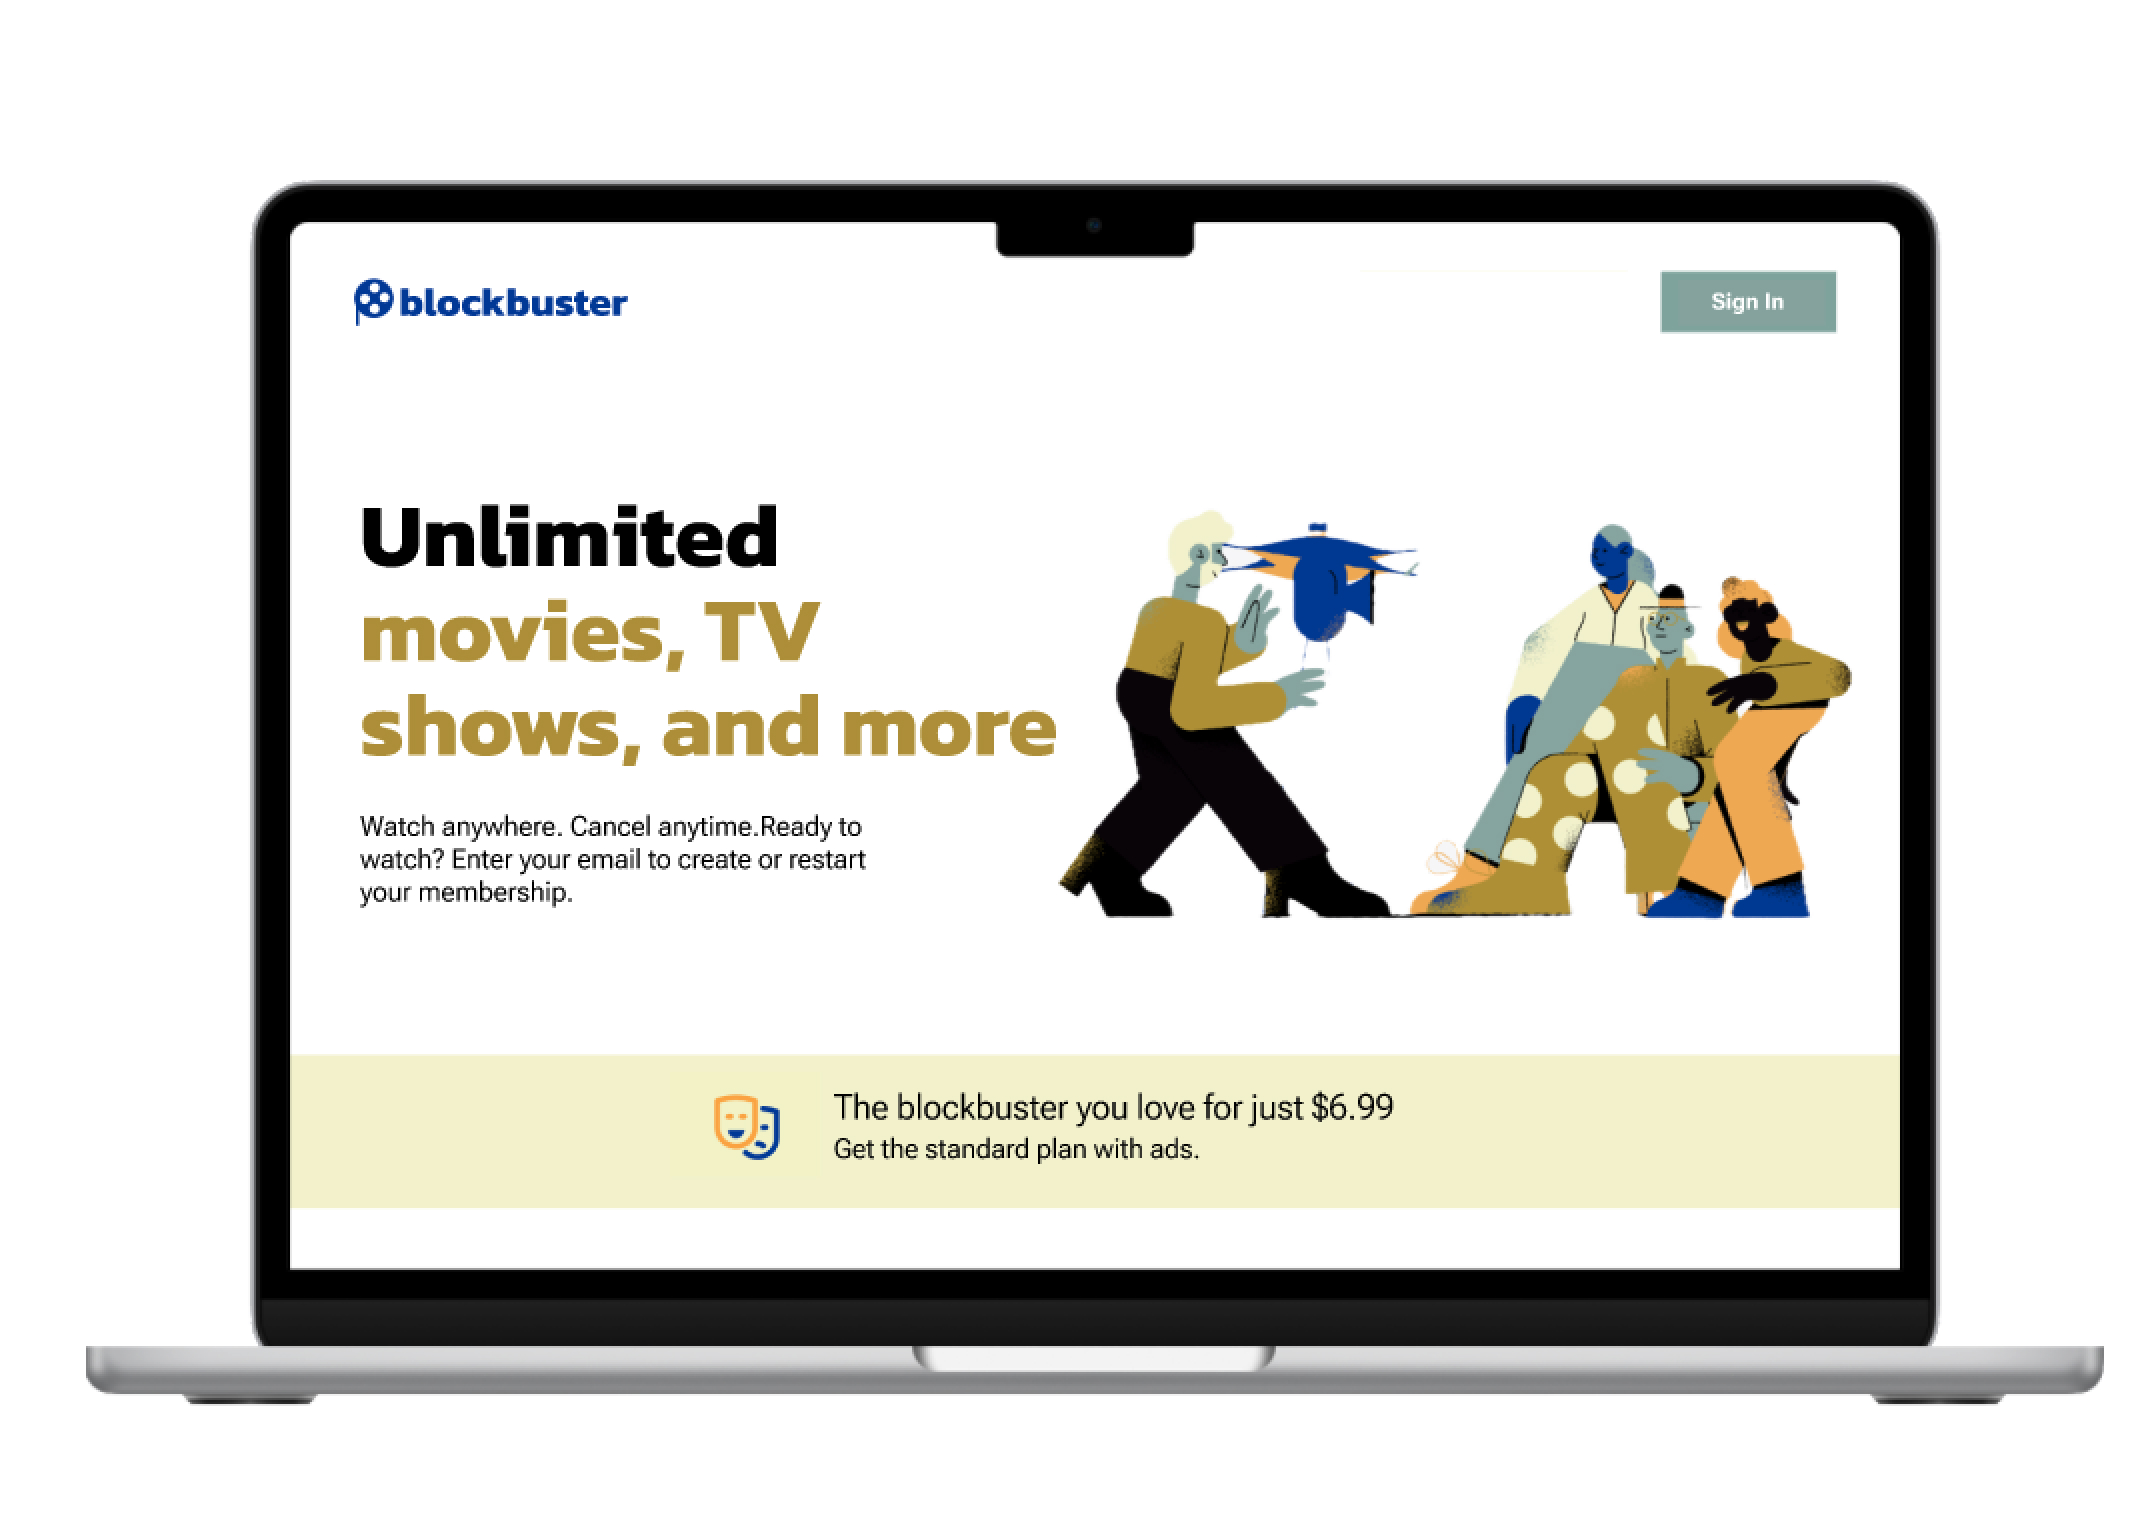 blockbuster
Sign In
Unlimited
movies, TV
shows, and more
Watch anywhere. Cancel anytime.Ready to
watch? Enter your email to create or restart
your membership.
The blockbuster you love for just $6.99
Get the standard plan with ads.